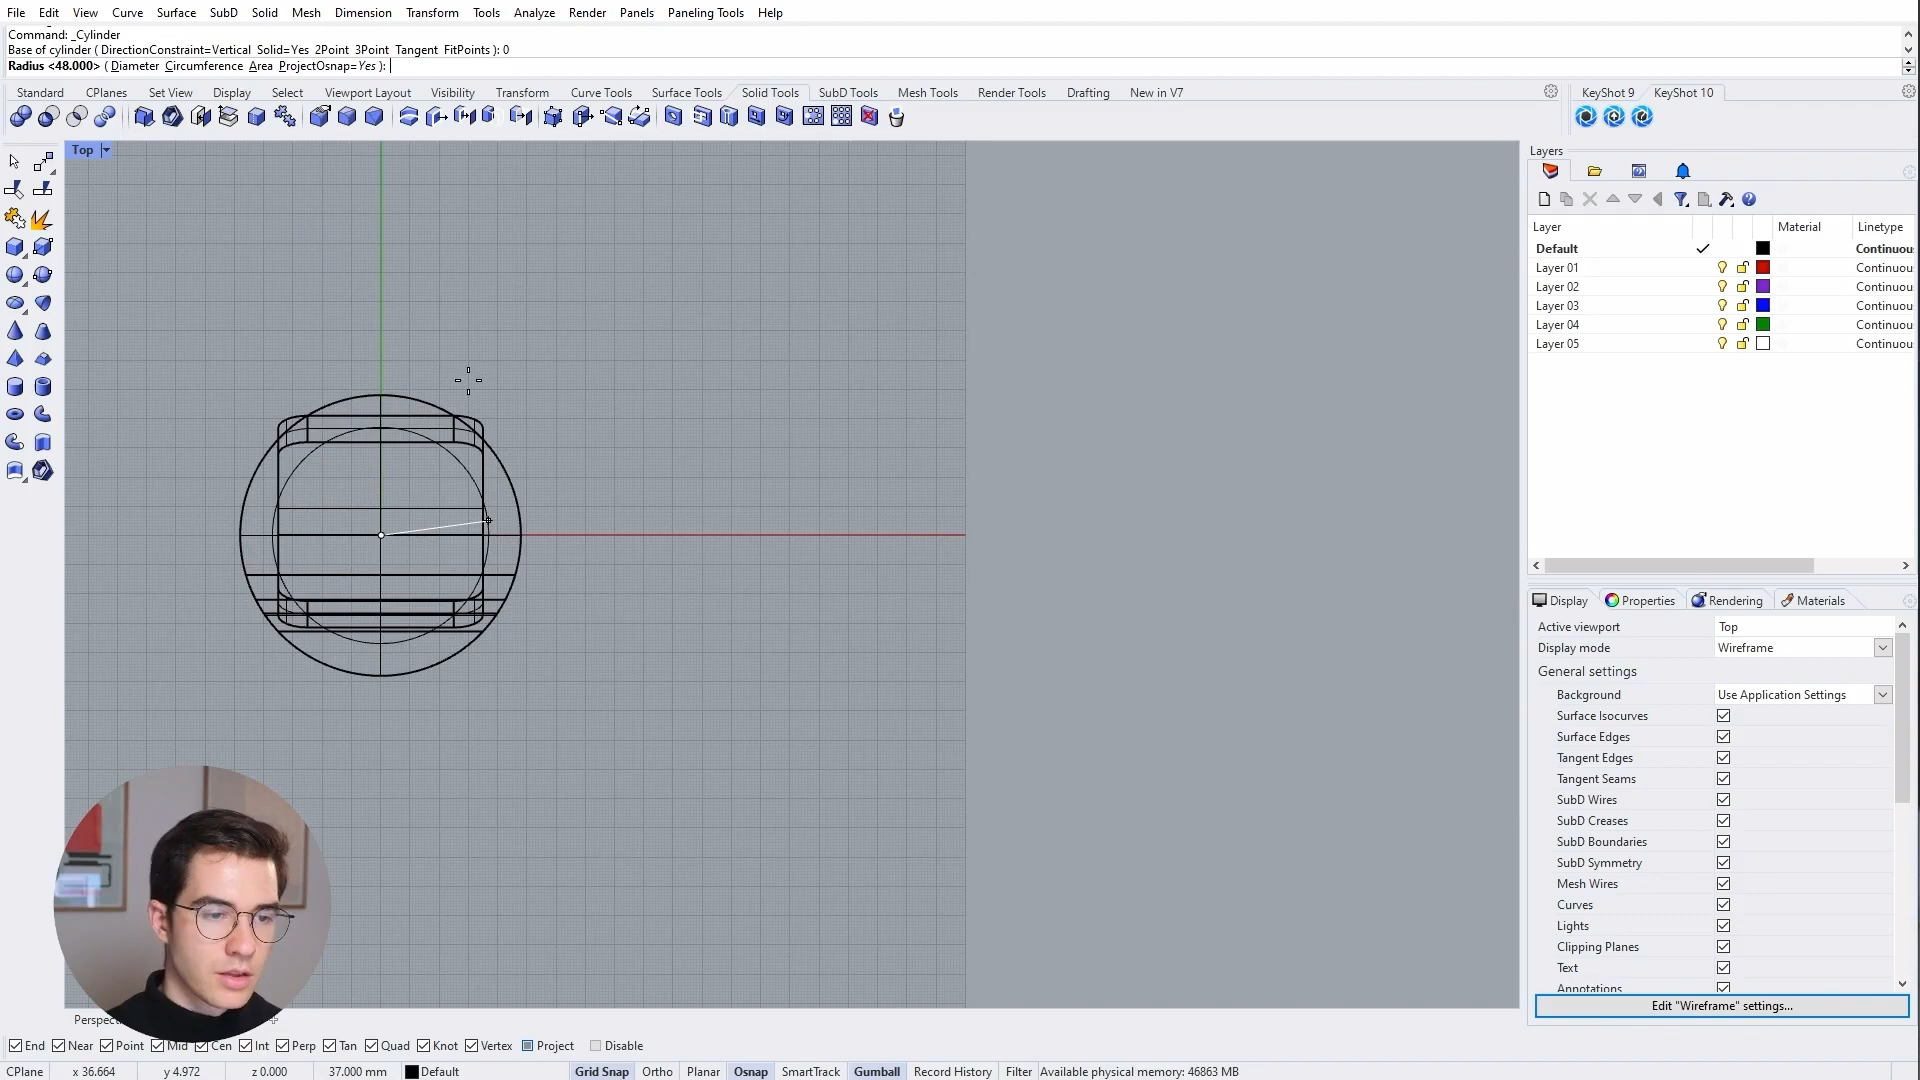 File Edit View Curve Surface SubD Solid Mesh Dimension Transform Tools Analyze Render Panels Paneling Tools Help
Command: _Cylinder
Base of cylinder ( DirectionConstraint=Vertical Solid=Yes 2Point 3Point Tangent FitPoints ): 0
Radius <48.000> ( Diameter Circumference Area ProjectOsnap=Yes ):
Standard CPlanes Set View Display Select Viewport Layout Visibility Transform Curve Tools Surface Tools Solid Tools SubD Tools Mesh Tools Render Tools Drafting New in V7
KeyShot 9 KeyShot 10
Top
Layers
Layer Material Linetype
Default Continuou
Layer 01 Continuou
Layer 02 Continuou
Layer 03 Continuou
Layer 04 Continuou
Layer 05 Continuou
Display Properties Rendering Materials
Active viewport Top
Display mode Wireframe
General settings
Background Use Application Settings
Surface Isocurves
Surface Edges
Tangent Edges
Tangent Seams
SubD Wires
SubD Creases
SubD Boundaries
SubD Symmetry
Mesh Wires
Curves
Lights
Clipping Planes
Text
Annotations
Edit "Wireframe" settings...
Perspec
End Near Point Mid Cen Int Perp Tan Quad Knot Vertex Project Disable
CPlane x 36.664 y 4.972 z 0.000 37.000 mm Default Grid Snap Ortho Planar Osnap SmartTrack Gumball Record History Filter Available physical memory: 46863 MB